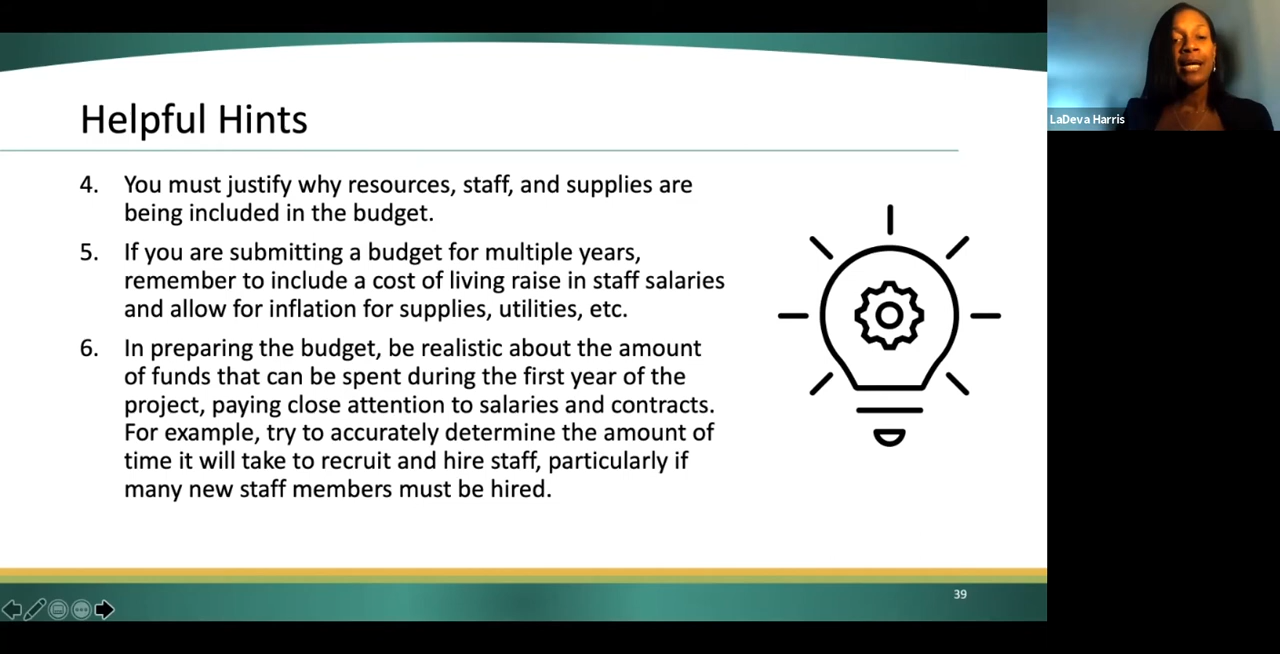 Helpful Hints
4. You must justify why resources, staff, and supplies are
being included in the budget.
5. If you are submitting a budget for multiple years,
remember to include a cost of living raise in staff salaries
and allow for inflation for supplies, utilities, etc.
6. In preparing the budget, be realistic about the amount
of funds that can be spent during the first year of the
project, paying close attention to salaries and contracts.
For example, try to accurately determine the amount of
time it will take to recruit and hire staff, particularly if
many new staff members must be hired.
39
LaDeva Harris